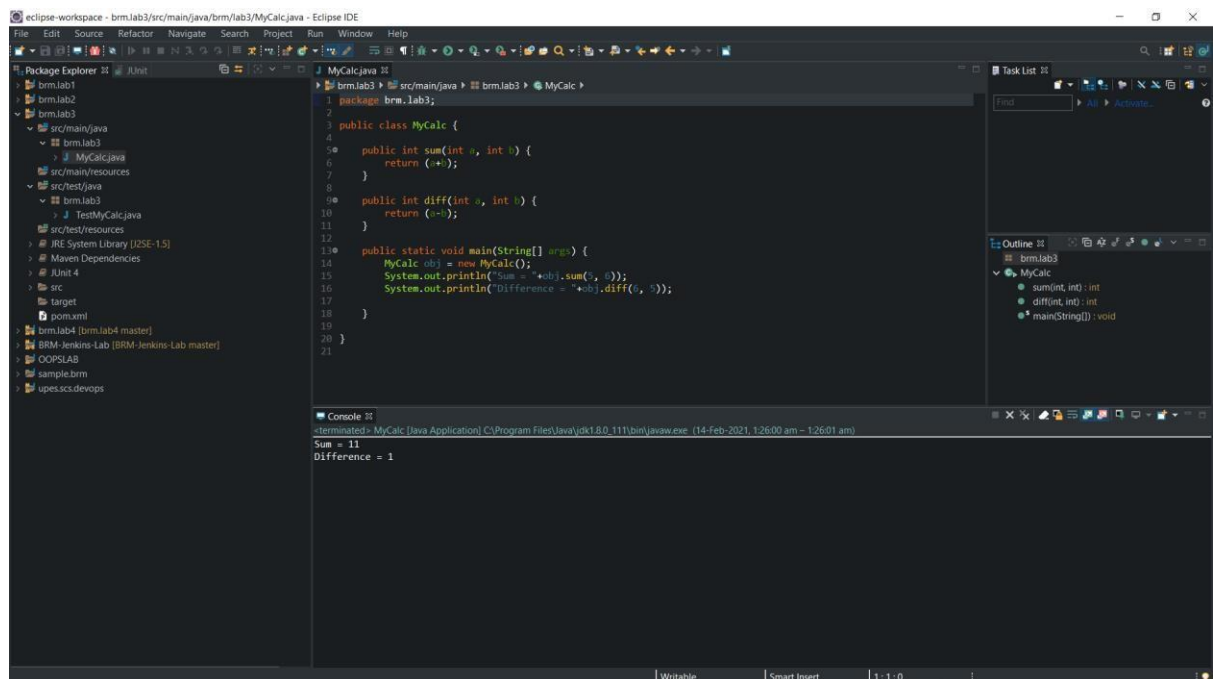 eclipse-workspace - brm.lab3/src/main/java/brm/lab3/MyCalc.java - Eclipse IDE
File Edit Source Refactor Navigate Search Project Run Window Help
Package Explorer JUnit
brm.lab1
brm.lab2
brm.lab3
src/main/java
brm.lab3
MyCalc.java
src/main/resources
src/test/java
brm.lab3
TestMyCalc.java
src/test/resources
JRE System Library [J2SE-1.5]
Maven Dependencies
JUnit 4
src
target
pom.xml
brm.lab4 [brm.lab4 master]
BRM-Jenkins-Lab [BRM-Jenkins-Lab master]
OOPSLAB
sample.brm
upes.scs.devops
MyCalc.java
brm.lab3 src/main/java brm.lab3 MyCalc
1 package brm.lab3;
2
3 public class MyCalc {
4
5 public int sum(int a, int b) {
6 return (a+b);
7 }
8
9 public int diff(int a, int b) {
10 return (a-b);
11 }
12
13 public static void main(String[] args) {
14 MyCalc obj = new MyCalc();
15 System.out.println("Sum = "+obj.sum(5, 6));
16 System.out.println("Difference = "+obj.diff(6, 5));
17
18 }
19
20 }
21
Task List
Find All Activate...
Outline
brm.lab3
MyCalc
sum(int, int) : int
diff(int, int) : int
main(String[]) : void
Console
<terminated> MyCalc [Java Application] C:\Program Files\Java\jdk1.8.0_111\bin\javaw.exe (14-Feb-2021, 1:26:00 am – 1:26:01 am)
Sum = 11
Difference = 1
Writable Smart Insert 1 : 1 : 0